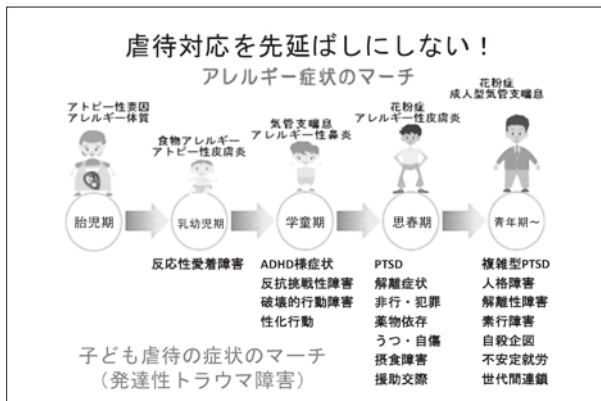 虐待対応を先延ばしにしない！
アレルギー症状のマーチ
アトピー性要因
アレルギー体質
食物アレルギー
アトピー性皮膚炎
気管支喘息
アレルギー性鼻炎
花粉症
アレルギー性皮膚炎
花粉症
成人型気管支喘息
胎児期
乳幼児期
学童期
思春期
青年期～
反応性愛着障害
ADHD様症状
反抗挑戦性障害
破壊的行動障害
性化行動
PTSD
解離症状
非行・犯罪
薬物依存
うつ・自傷
摂食障害
援助交際
複雑型PTSD
人格障害
解離性障害
素行障害
自殺企図
不安定就労
世代間連鎖
子ども虐待の症状のマーチ
（発達性トラウマ障害）